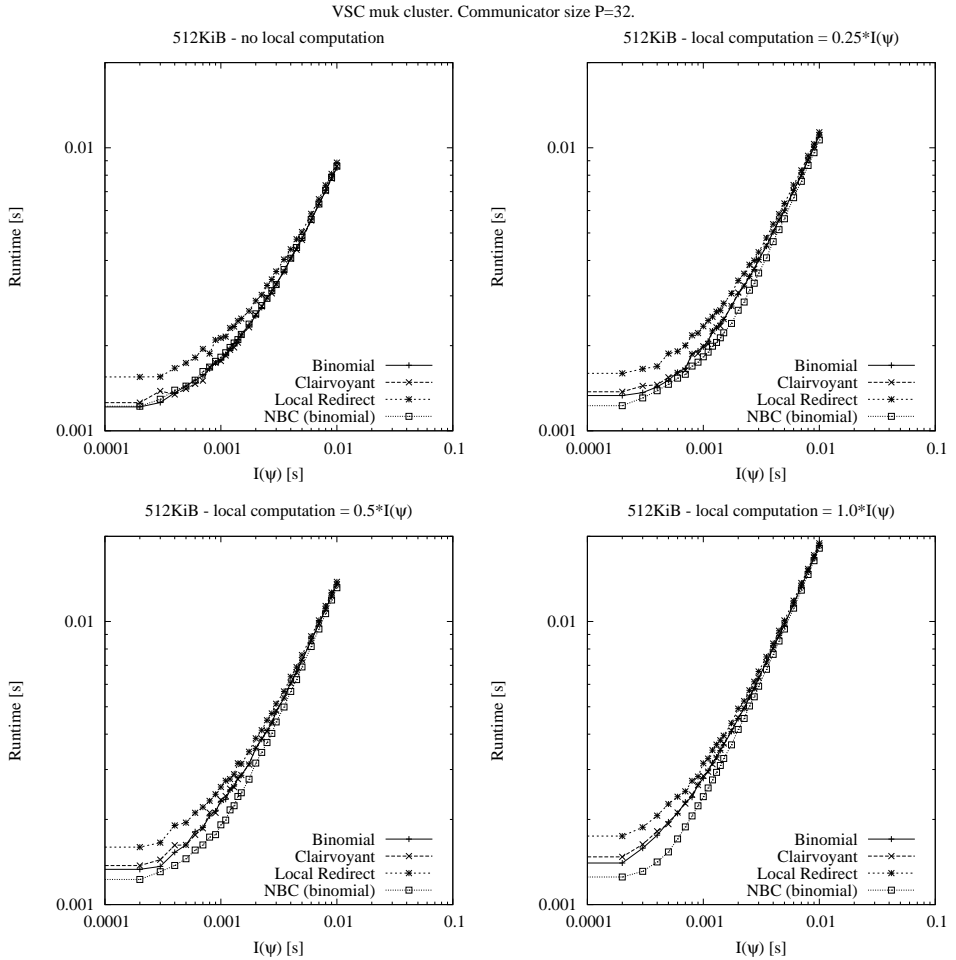 VSC muk cluster. Communicator size P=32.
512KiB - no local computation
512KiB - local computation = 0.25*I(ψ)
0.01
0.001
Runtime [s]
Binomial
Clairvoyant
Local Redirect
NBC (binomial)
0.0001 0.001 0.01 0.1
I(ψ) [s]
0.01
0.001
Runtime [s]
Binomial
Clairvoyant
Local Redirect
NBC (binomial)
0.0001 0.001 0.01 0.1
I(ψ) [s]
512KiB - local computation = 0.5*I(ψ)
512KiB - local computation = 1.0*I(ψ)
0.01
0.001
Runtime [s]
Binomial
Clairvoyant
Local Redirect
NBC (binomial)
0.0001 0.001 0.01 0.1
I(ψ) [s]
0.01
0.001
Runtime [s]
Binomial
Clairvoyant
Local Redirect
NBC (binomial)
0.0001 0.001 0.01 0.1
I(ψ) [s]